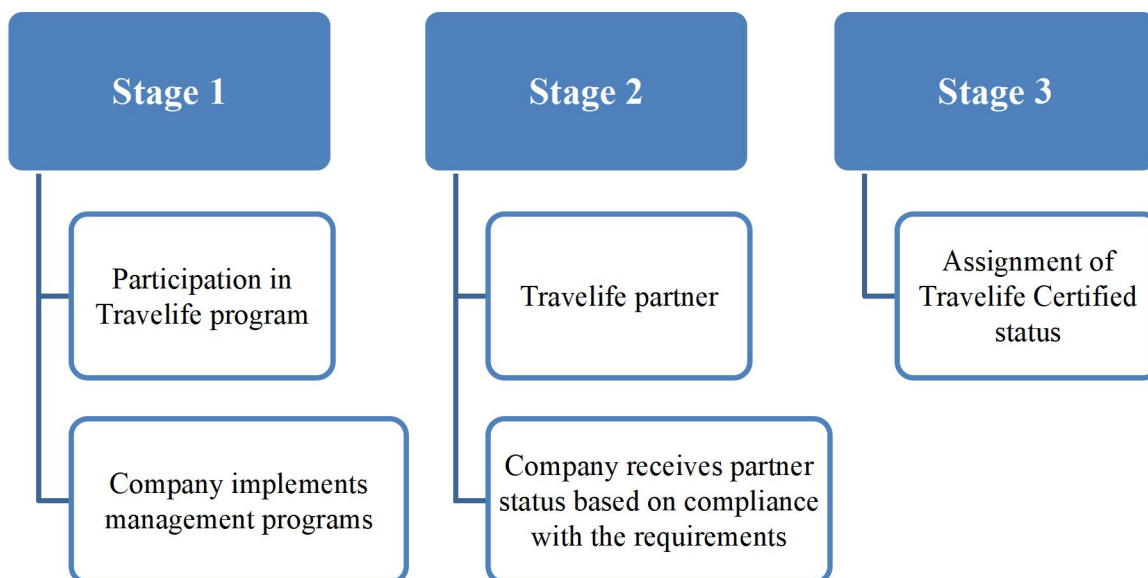 Stage 1
Participation in
Travelife program
Company implements
management programs
Stage 2
Travelife partner
Company receives partner
status based on compliance
with the requirements
Stage 3
Assignment of
Travelife Certified
status